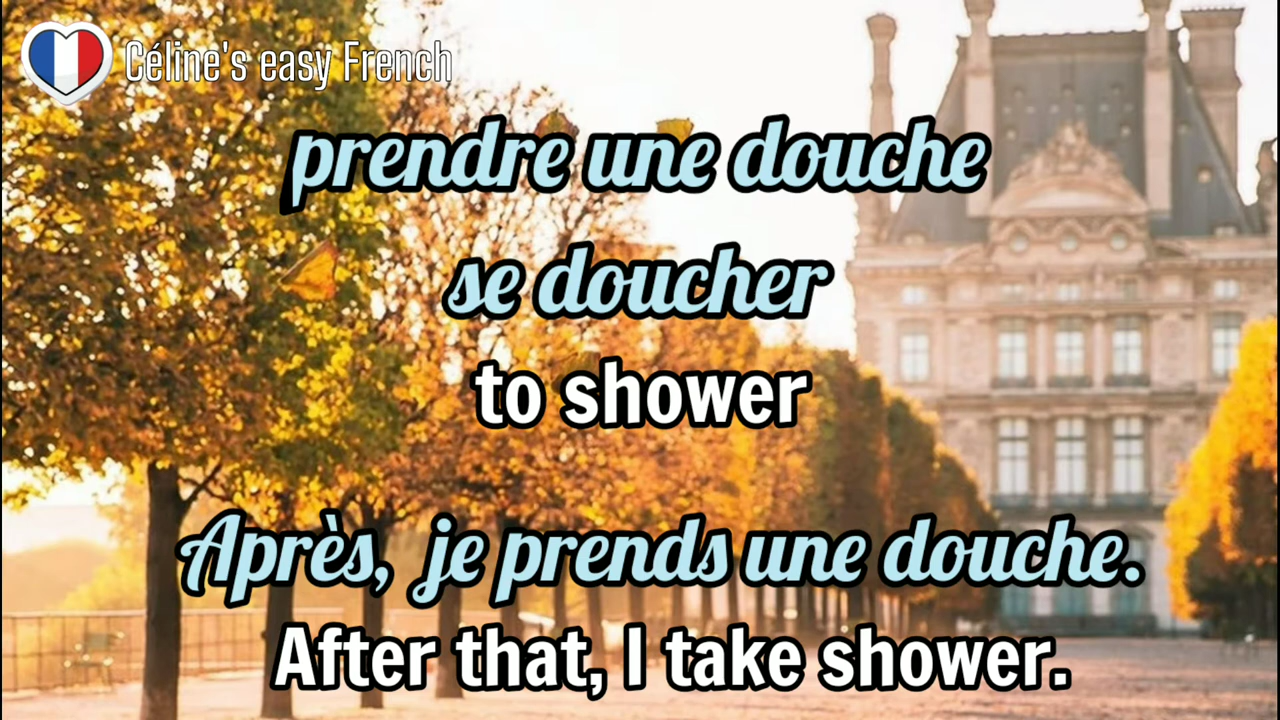 Céline's easy French
prendre une douche
se doucher
to shower
Après, je prends une douche.
After that, I take shower.